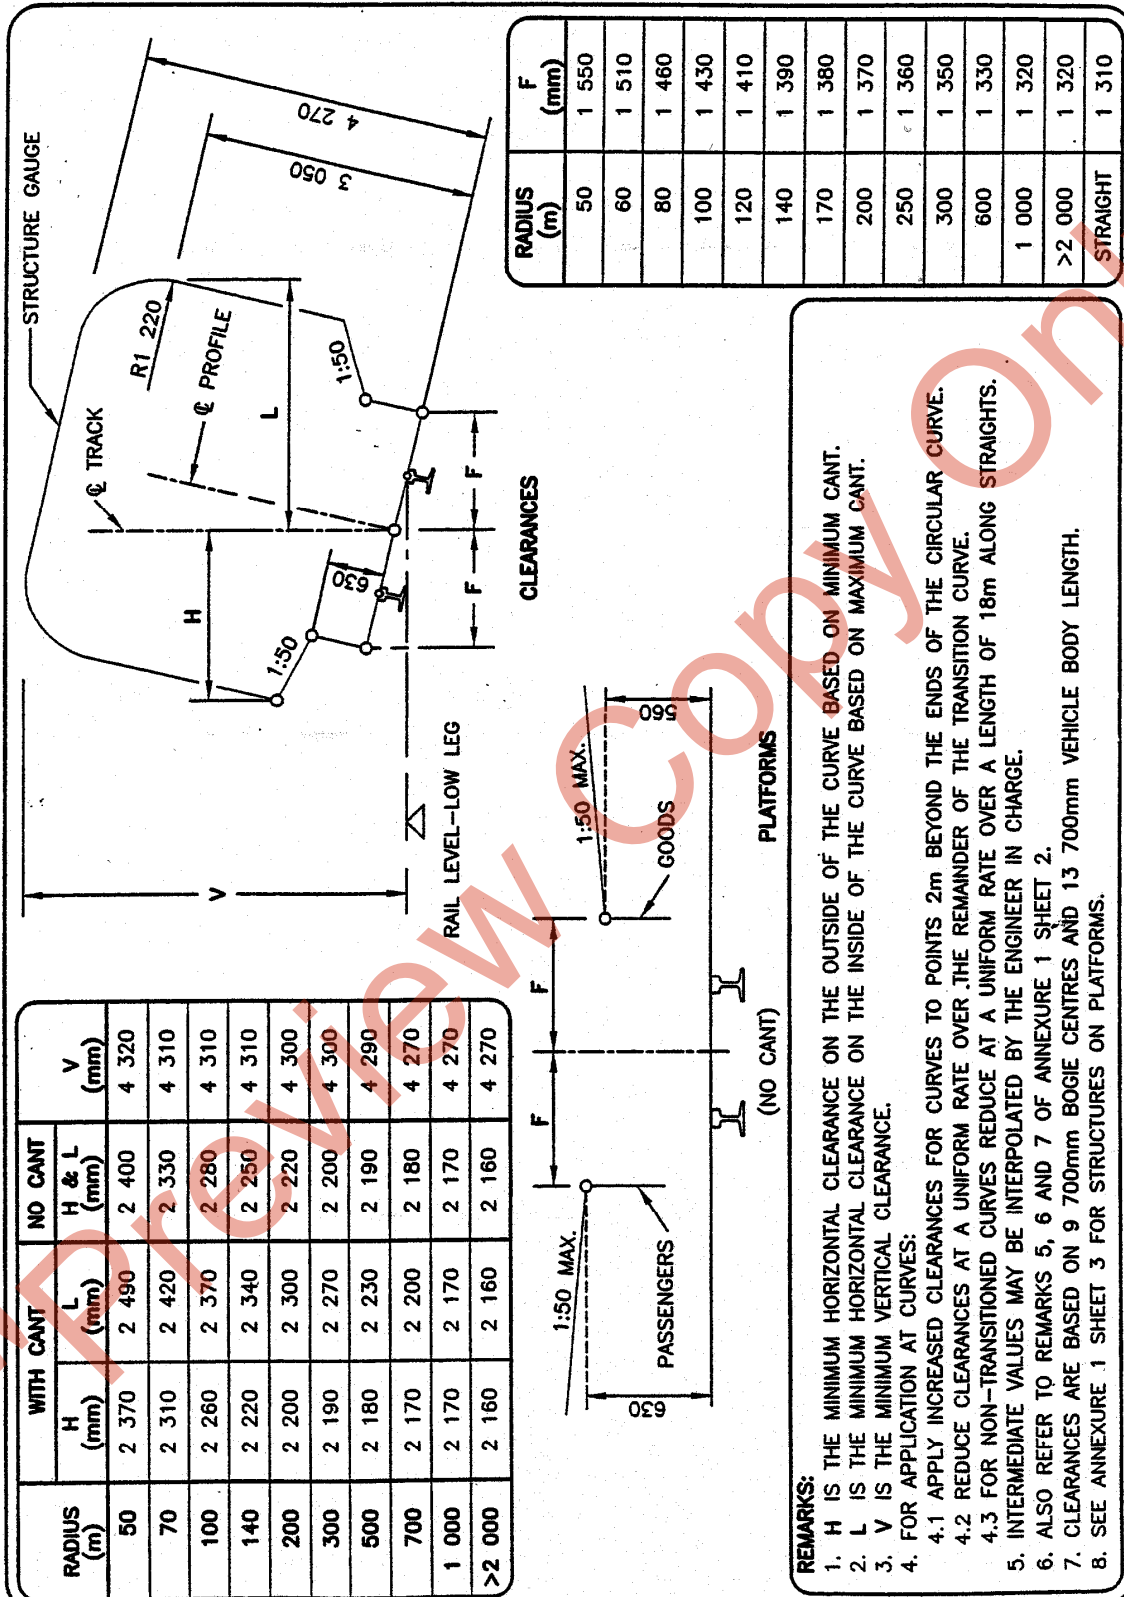 RADIUS (m) | WITH CANT H (mm) | WITH CANT L (mm) | NO CANT H & L (mm) | V (mm)
50 | 2 370 | 2 490 | 2 400 | 4 320
70 | 2 310 | 2 420 | 2 330 | 4 310
100 | 2 260 | 2 370 | 2 280 | 4 310
140 | 2 220 | 2 340 | 2 250 | 4 310
200 | 2 200 | 2 300 | 2 220 | 4 300
300 | 2 190 | 2 270 | 2 200 | 4 300
500 | 2 180 | 2 230 | 2 190 | 4 290
700 | 2 170 | 2 200 | 2 180 | 4 270
1 000 | 2 170 | 2 170 | 2 170 | 4 270
>2 000 | 2 160 | 2 160 | 2 160 | 4 270
STRUCTURE GAUGE
℄ TRACK
R1 220
℄ PROFILE
4 270
3 050
V
H
L
1:50
1:50
630
F
F
RAIL LEVEL-LOW LEG
CLEARANCES
1:50 MAX.
630
PASSENGERS
F
F
1:50 MAX.
GOODS
560
(NO CANT)
PLATFORMS
RADIUS (m) | F (mm)
50 | 1 550
60 | 1 510
80 | 1 460
100 | 1 430
120 | 1 410
140 | 1 390
170 | 1 380
200 | 1 370
250 | 1 360
300 | 1 350
600 | 1 330
1 000 | 1 320
>2 000 | 1 320
STRAIGHT | 1 310
REMARKS:
1. H IS THE MINIMUM HORIZONTAL CLEARANCE ON THE OUTSIDE OF THE CURVE BASED ON MINIMUM CANT.
2. L IS THE MINIMUM HORIZONTAL CLEARANCE ON THE INSIDE OF THE CURVE BASED ON MAXIMUM CANT.
3. V IS THE MINIMUM VERTICAL CLEARANCE.
4. FOR APPLICATION AT CURVES:
4.1 APPLY INCREASED CLEARANCES FOR CURVES TO POINTS 2m BEYOND THE ENDS OF THE CIRCULAR CURVE.
4.2 REDUCE CLEARANCES AT A UNIFORM RATE OVER THE REMAINDER OF THE TRANSITION CURVE.
4.3 FOR NON-TRANSITIONED CURVES REDUCE AT A UNIFORM RATE OVER A LENGTH OF 18m ALONG STRAIGHTS.
5. INTERMEDIATE VALUES MAY BE INTERPOLATED BY THE ENGINEER IN CHARGE.
6. ALSO REFER TO REMARKS 5, 6 AND 7 OF ANNEXURE 1 SHEET 2.
7. CLEARANCES ARE BASED ON 9 700mm BOGIE CENTRES AND 13 700mm VEHICLE BODY LENGTH.
8. SEE ANNEXURE 1 SHEET 3 FOR STRUCTURES ON PLATFORMS.
"Preview Copy On